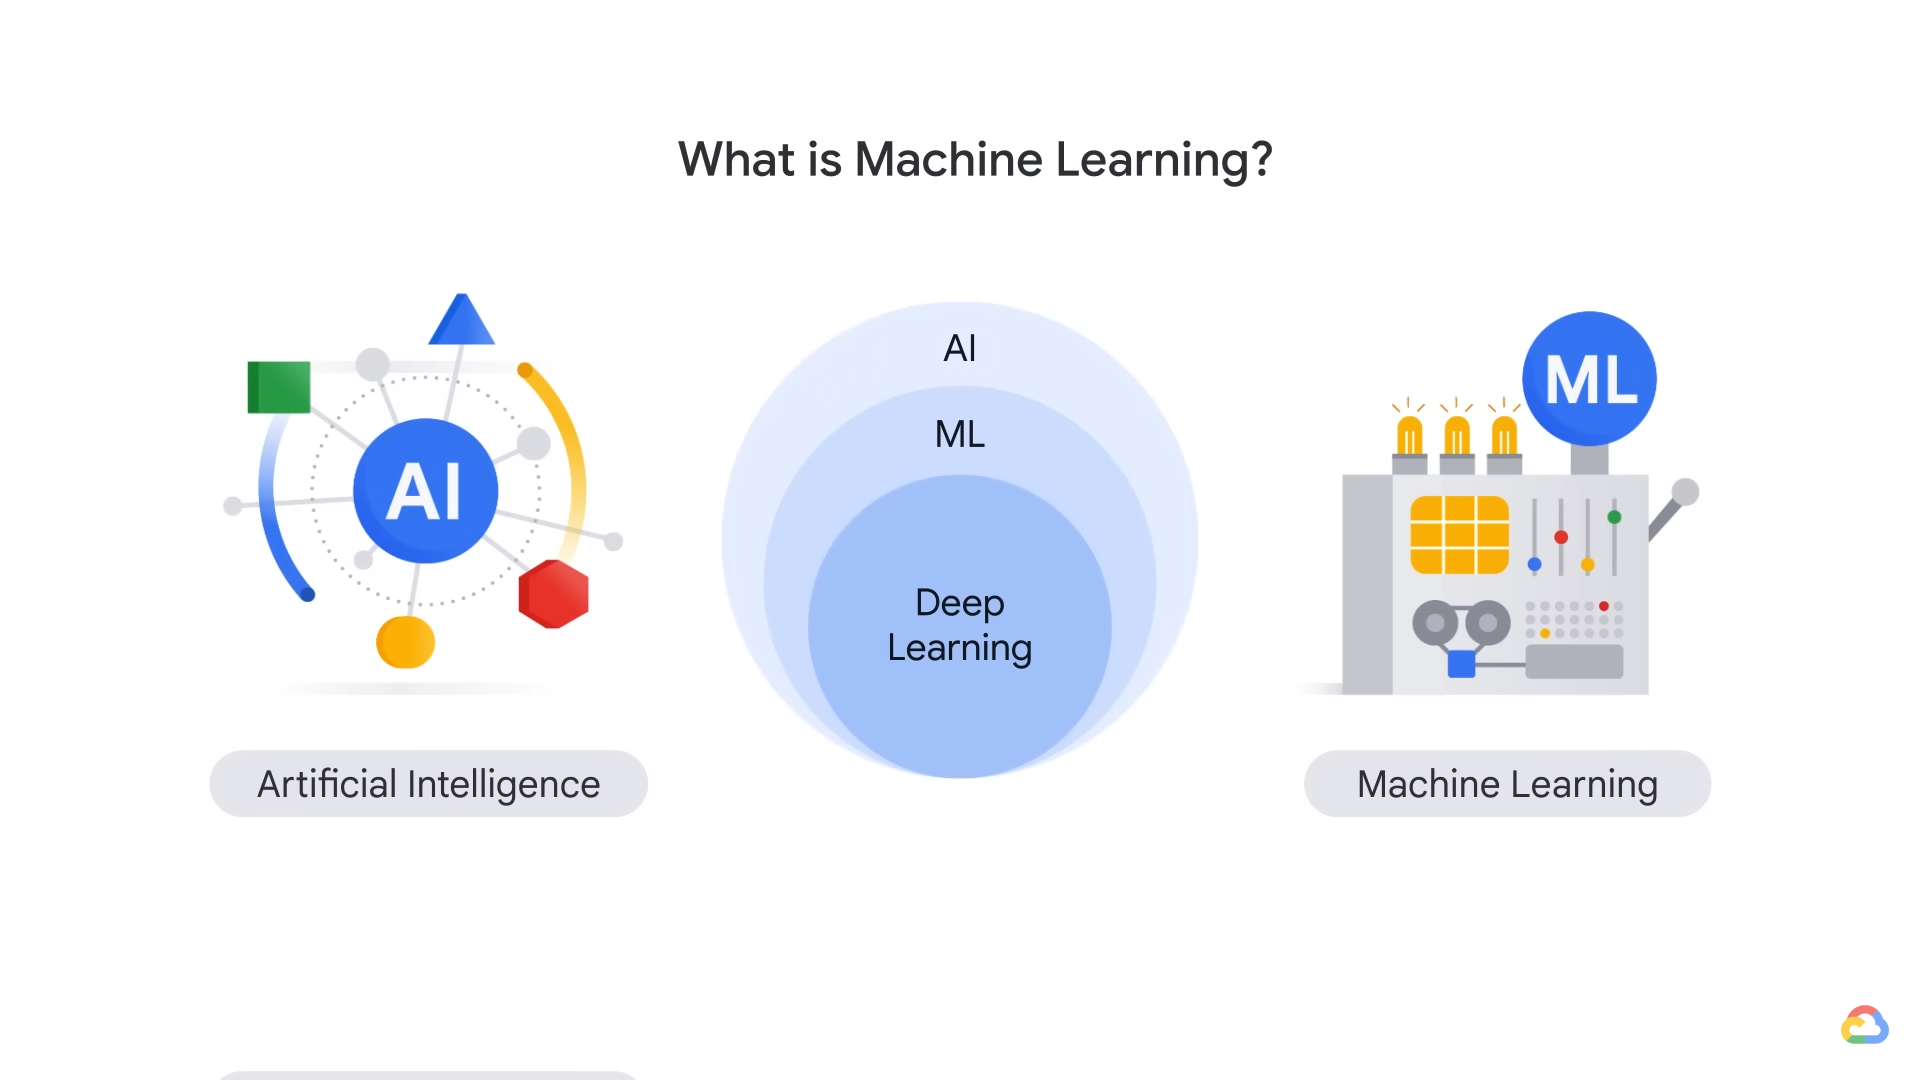 What is Machine Learning?
AI
AI
ML
Deep
Learning
ML
Artificial Intelligence
Machine Learning